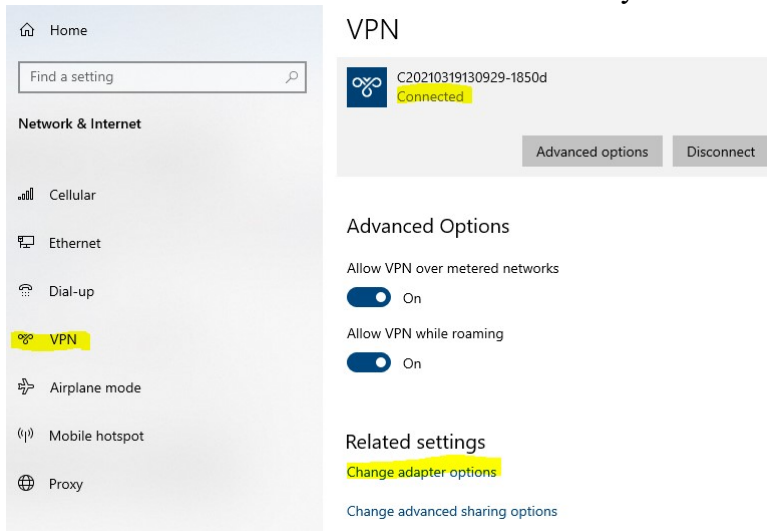 Home
Find a setting
Network & Internet
Cellular
Ethernet
Dial-up
VPN
Airplane mode
Mobile hotspot
Proxy
VPN
C20210319130929-1850d
Connected
Advanced options
Disconnect
Advanced Options
Allow VPN over metered networks
On
Allow VPN while roaming
On
Related settings
Change adapter options
Change advanced sharing options